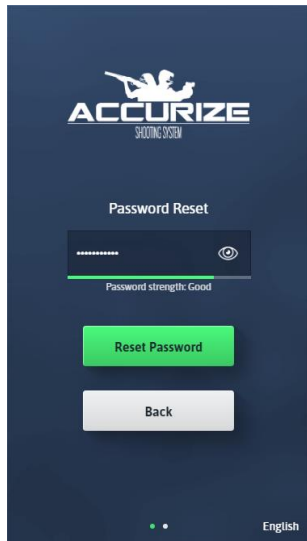 ACCURIZE
SHOOTING SYSTEM
Password Reset
•••••••••••
Password strength: Good
Reset Password
Back
English